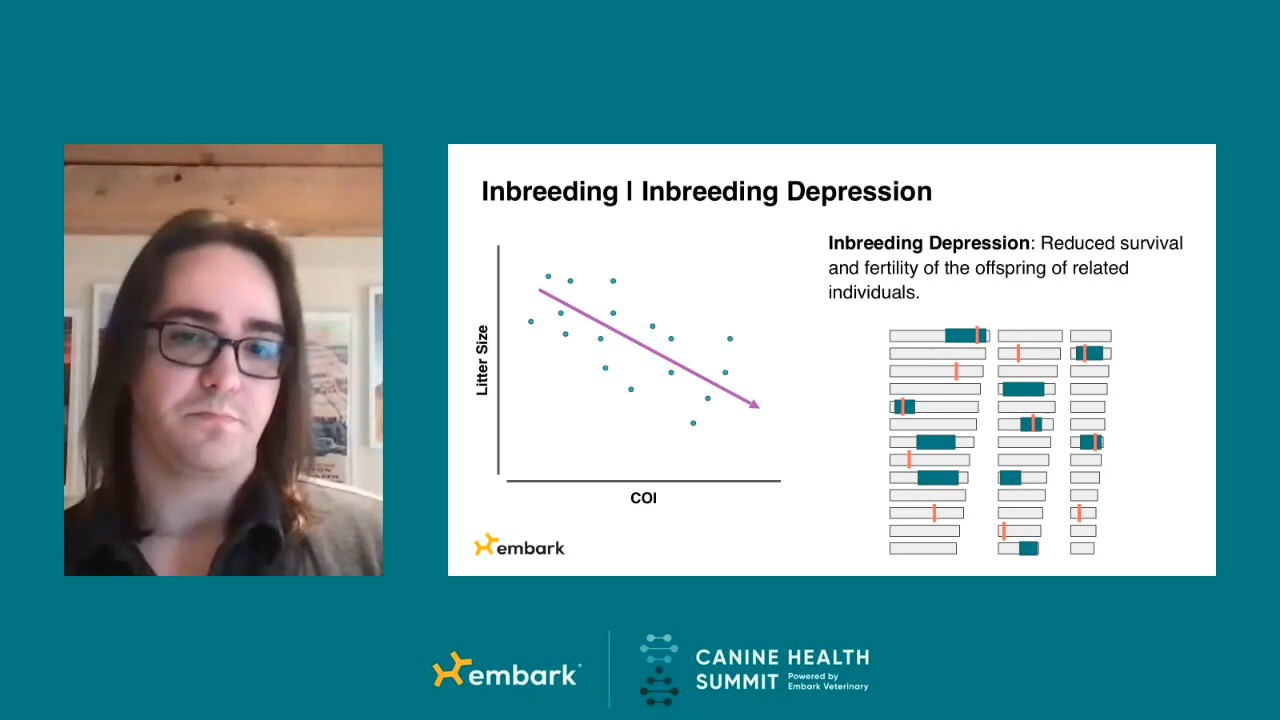 Inbreeding | Inbreeding Depression
Inbreeding Depression: Reduced survival
and fertility of the offspring of related
individuals.
Litter Size
COI
embark
embark
CANINE HEALTH
SUMMIT
Powered by
Embark Veterinary